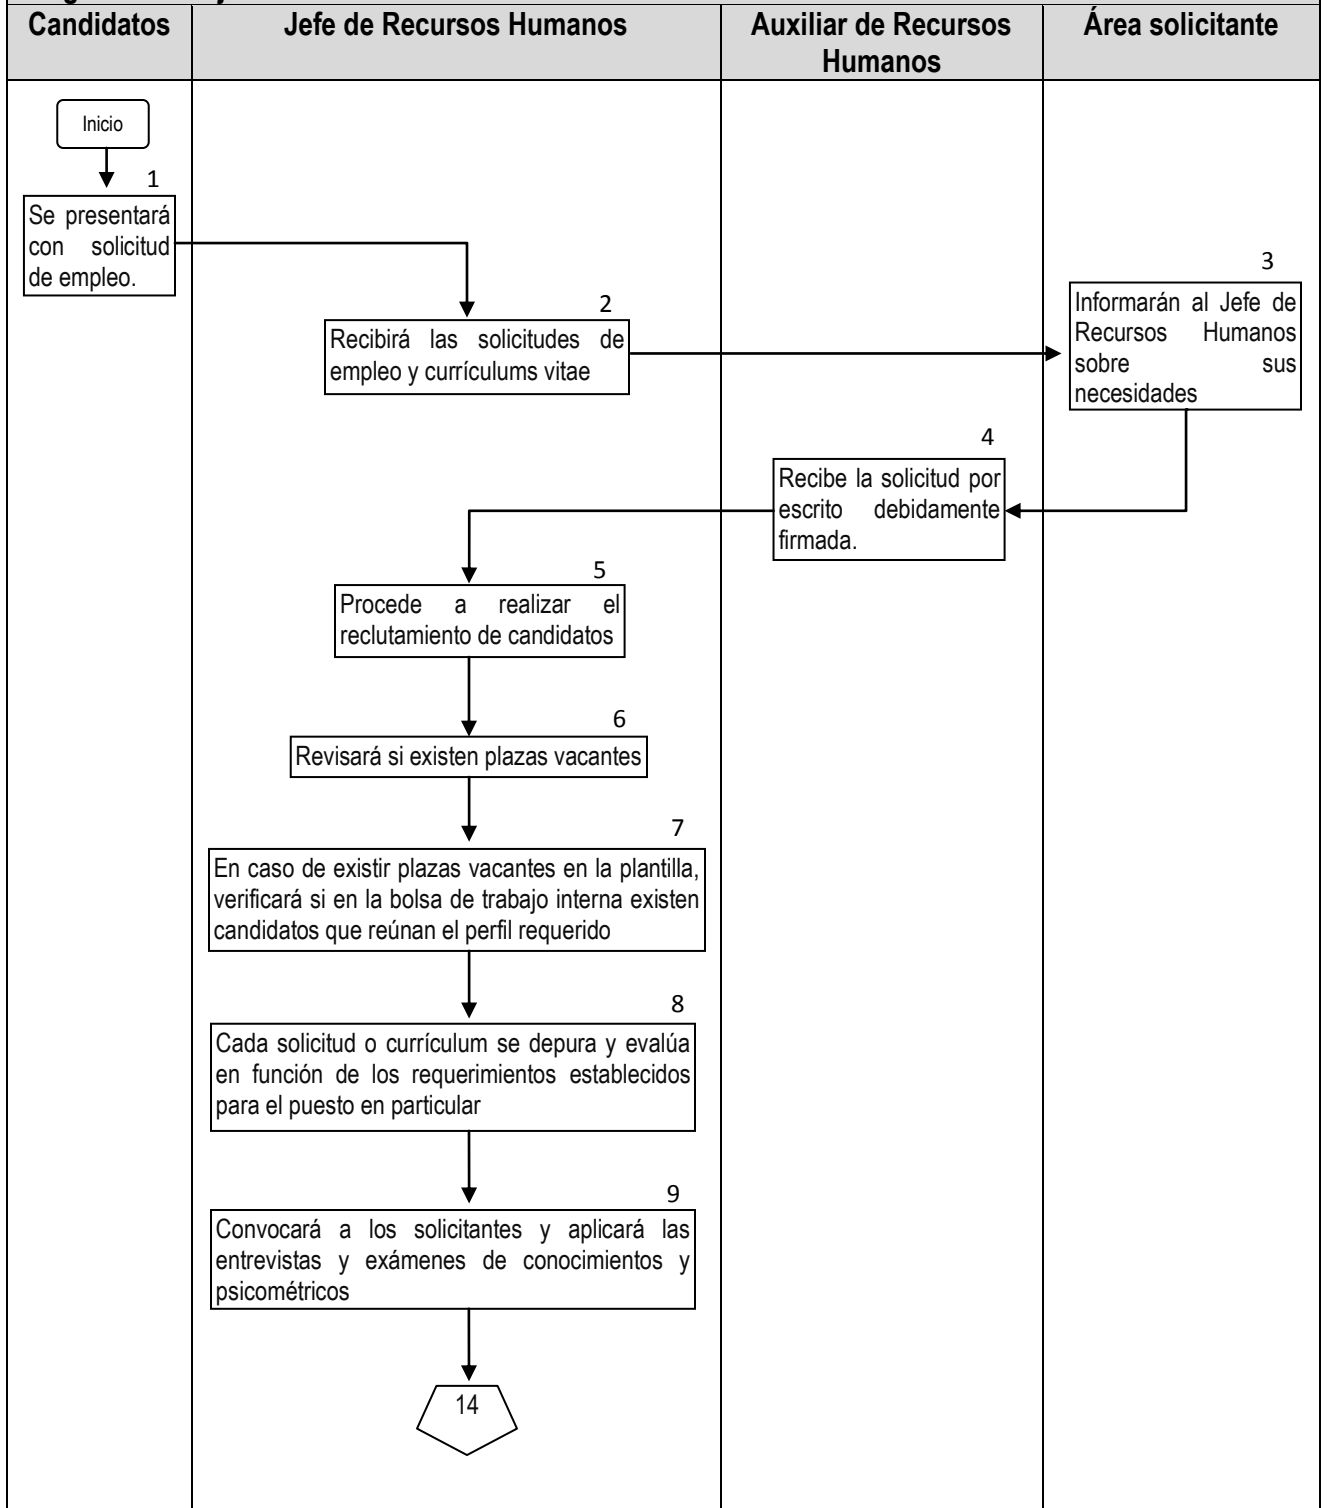 Candidatos
Jefe de Recursos Humanos
Auxiliar de Recursos
Humanos
Área solicitante
Inicio
1
Se presentará
con solicitud
de empleo.
2
Recibirá las solicitudes de
empleo y currículums vitae
3
Informarán al Jefe de
Recursos Humanos
sobre sus
necesidades
4
Recibe la solicitud por
escrito debidamente
firmada.
5
Procede a realizar el
reclutamiento de candidatos
6
Revisará si existen plazas vacantes
7
En caso de existir plazas vacantes en la plantilla,
verificará si en la bolsa de trabajo interna existen
candidatos que reúnan el perfil requerido
8
Cada solicitud o currículum se depura y evalúa
en función de los requerimientos establecidos
para el puesto en particular
9
Convocará a los solicitantes y aplicará las
entrevistas y exámenes de conocimientos y
psicométricos
14